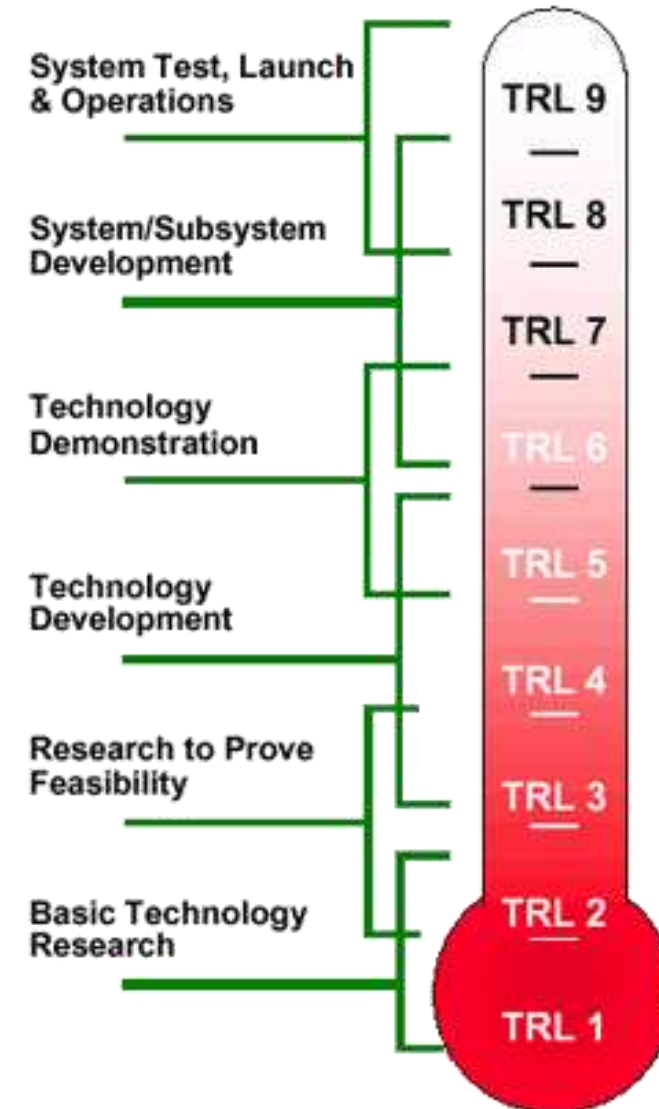 System Test, Launch
& Operations
System/Subsystem
Development
Technology
Demonstration
Technology
Development
Research to Prove
Feasibility
Basic Technology
Research
TRL 9
TRL 8
TRL 7
TRL 6
TRL 5
TRL 4
TRL 3
TRL 2
TRL 1